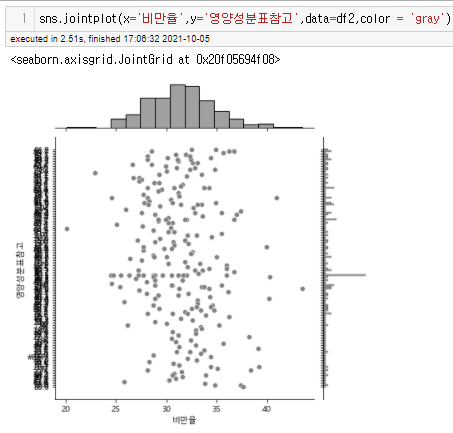 1 sns.jointplot(x='비만율',y='영양성분표참고',data=df2,color = 'gray')
executed in 2.51s, finished 17:06:32 2021-10-05
<seaborn.axisgrid.JointGrid at 0x20f05694f08>
영양성분표참고
20 25 30 35 40
비만율